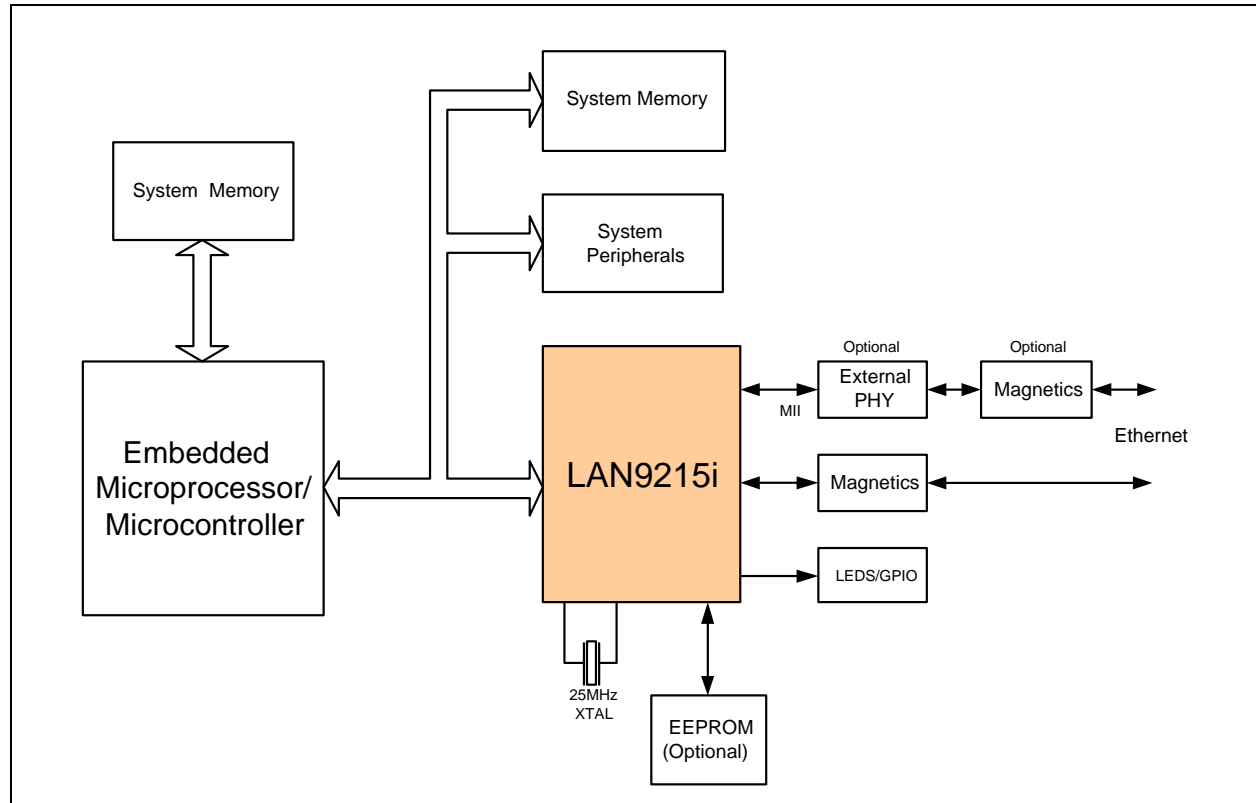 System Memory
System Memory
System
Peripherals
Embedded
Microprocessor/
Microcontroller
LAN9215i
Optional
External
PHY
MII
Optional
Magnetics
Ethernet
Magnetics
LEDS/GPIO
25MHz
XTAL
EEPROM
(Optional)